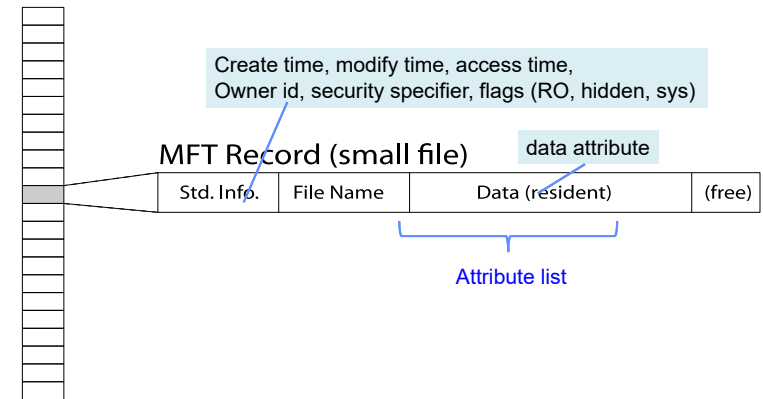 Create time, modify time, access time,
Owner id, security specifier, flags (RO, hidden, sys)
MFT Record (small file)
data attribute
Std. Info.
File Name
Data (resident)
(free)
Attribute list